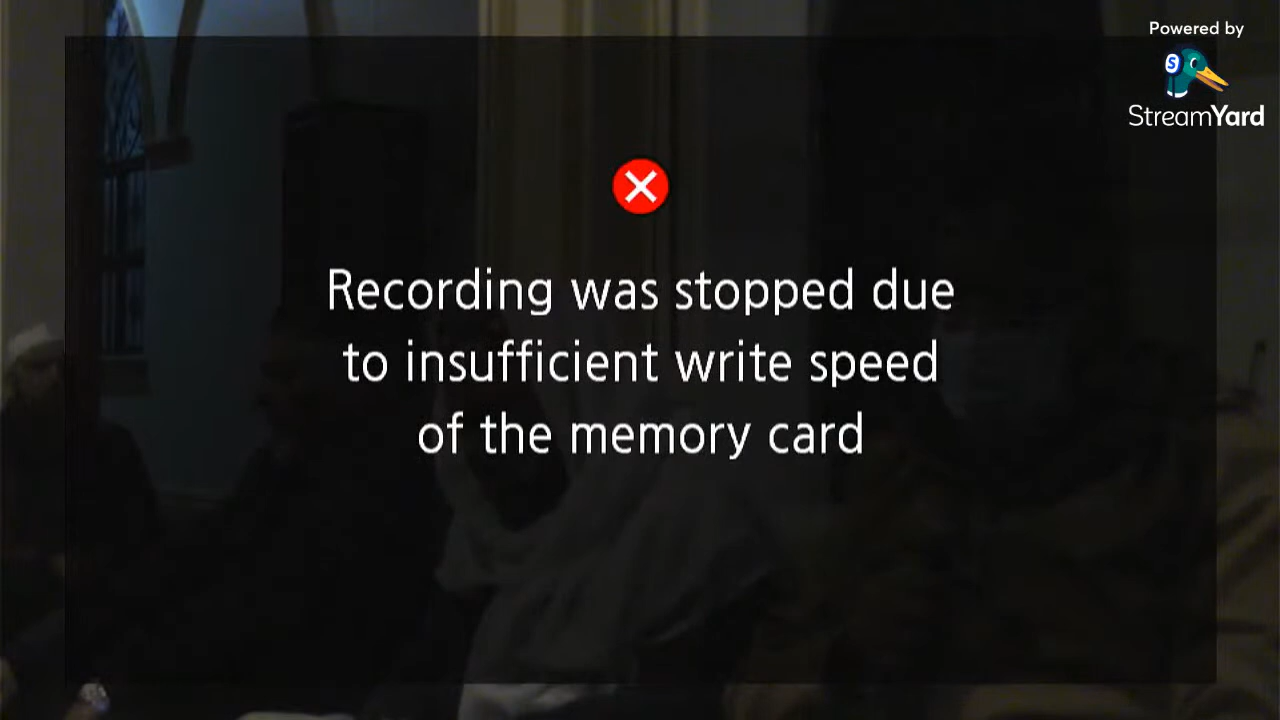 Powered by
S
StreamYard
Recording was stopped due
to insufficient write speed
of the memory card